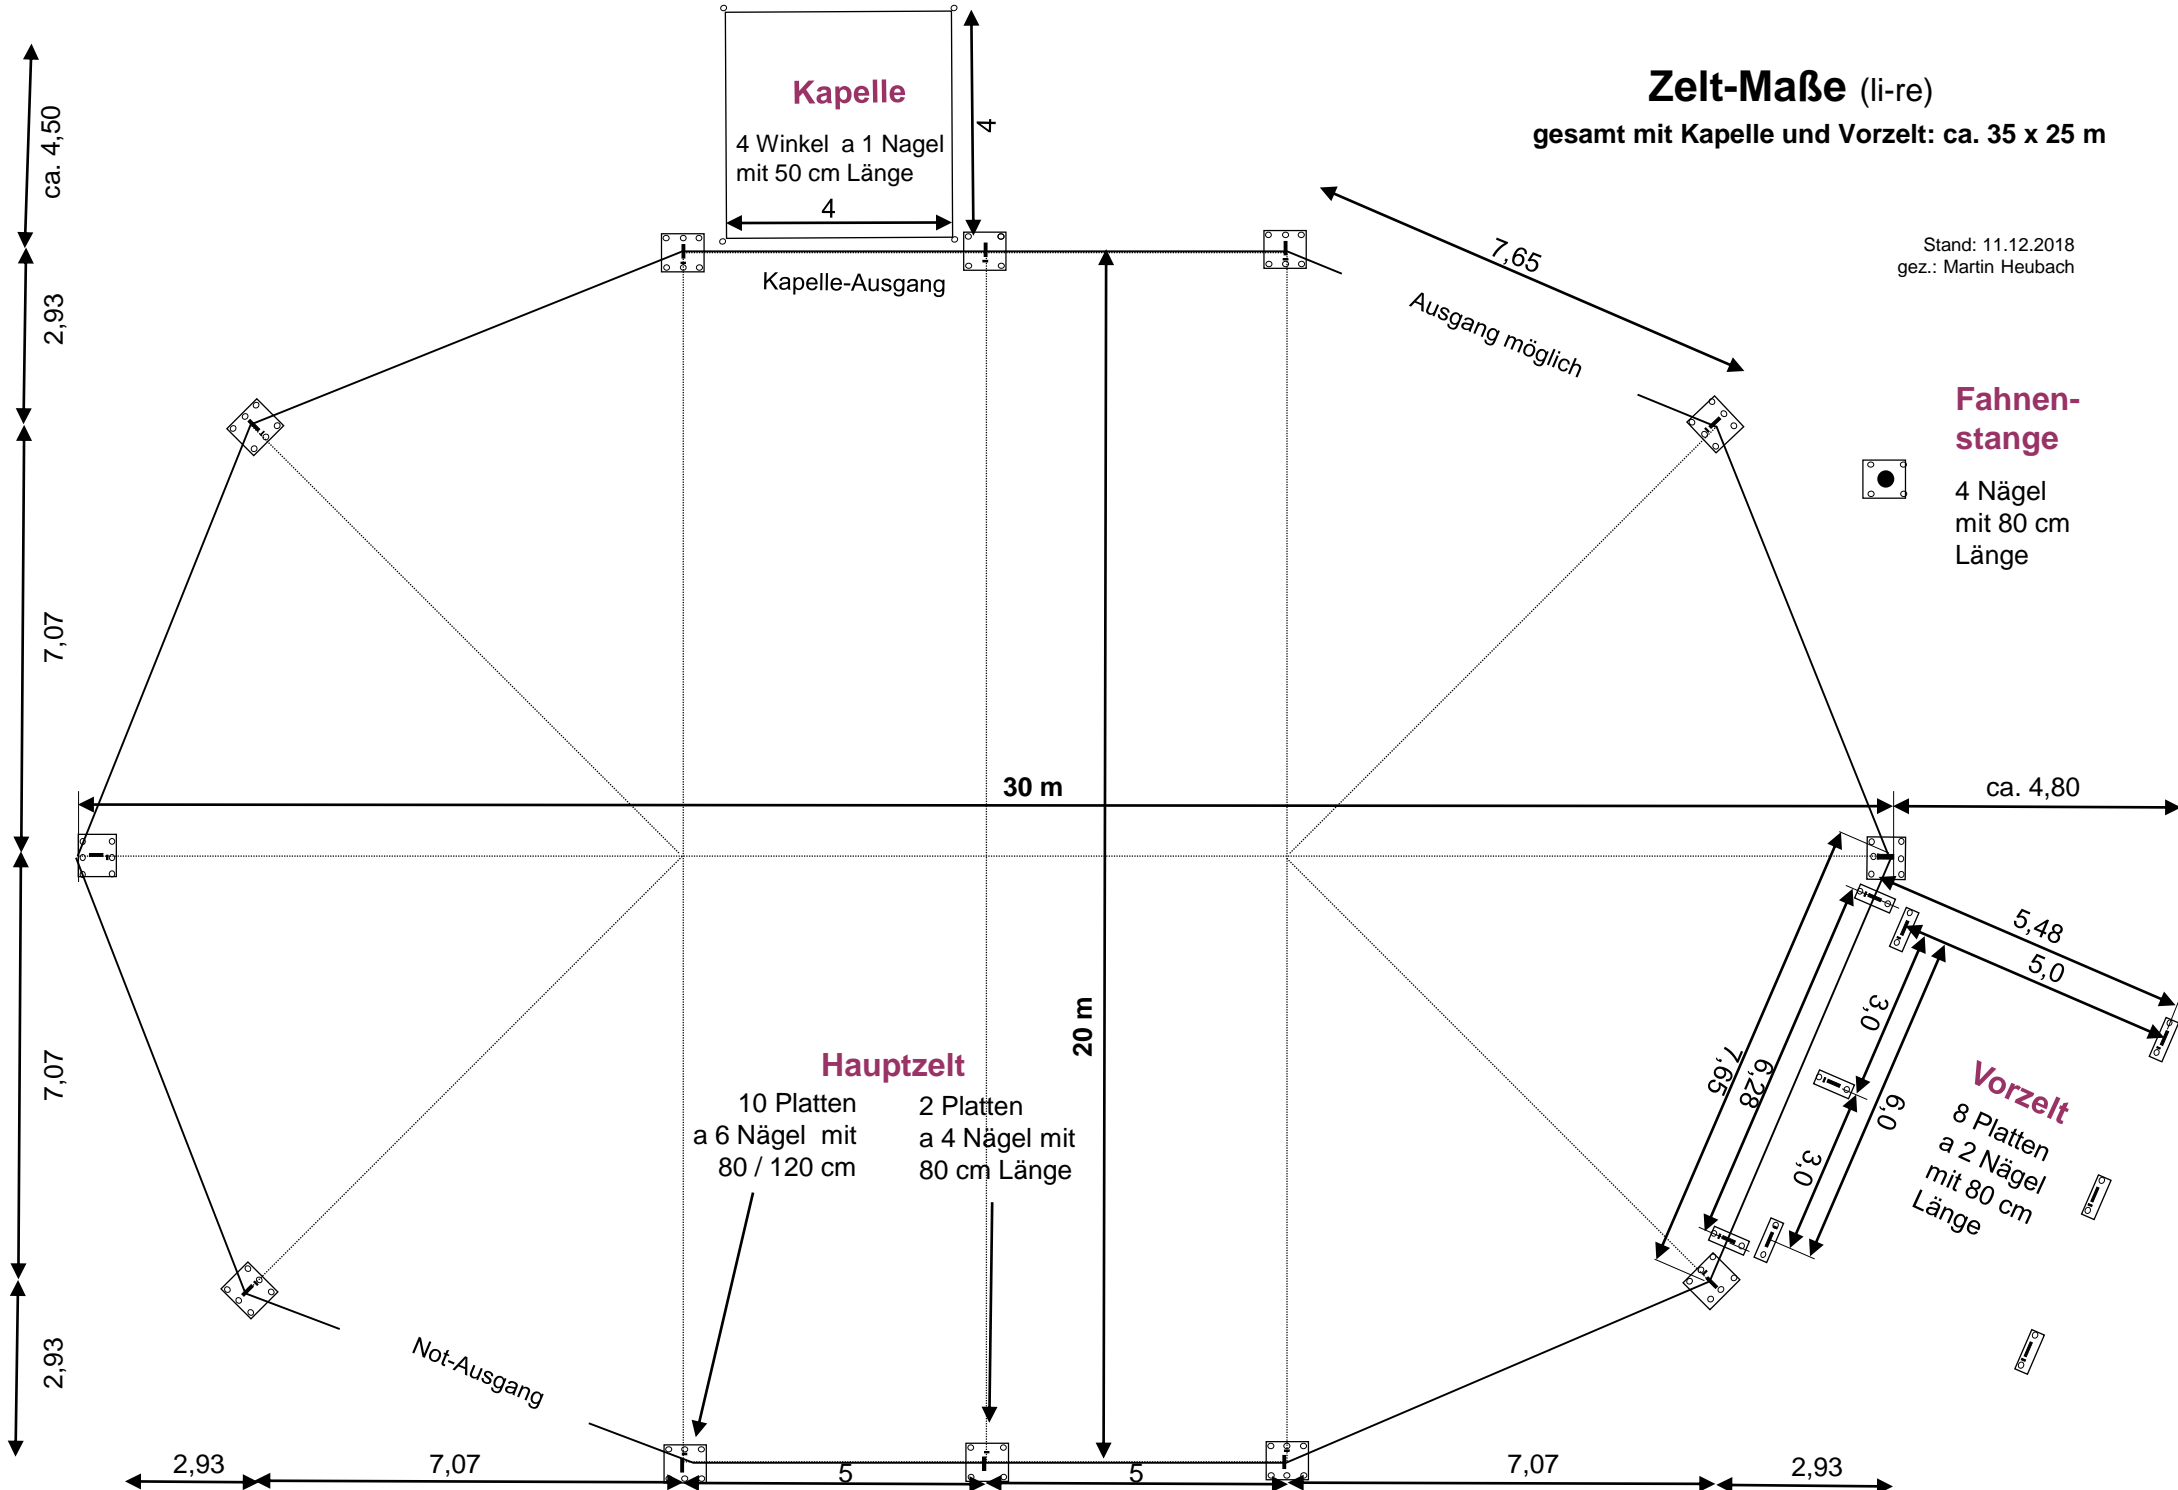 Zelt-Maße (li-re)
gesamt mit Kapelle und Vorzelt: ca. 35 x 25 m
Stand: 11.12.2018
gez.: Martin Heubach
Kapelle
4 Winkel  a 1 Nagel
mit 50 cm Länge
4
4
Kapelle-Ausgang
7,65
Ausgang möglich
Fahnen-
stange
4 Nägel
mit 80 cm
Länge
ca. 4,50
2,93
7,07
7,07
2,93
30 m
ca. 4,80
20 m
5,48
5,0
3,0
3,0
6,0
6,28
7,65
Vorzelt
8 Platten
a 2 Nägel
mit 80 cm
Länge
Hauptzelt
10 Platten
a 6 Nägel  mit
80 / 120 cm
2 Platten
a 4 Nägel mit
80 cm Länge
Not-Ausgang
2,93
7,07
5
5
7,07
2,93